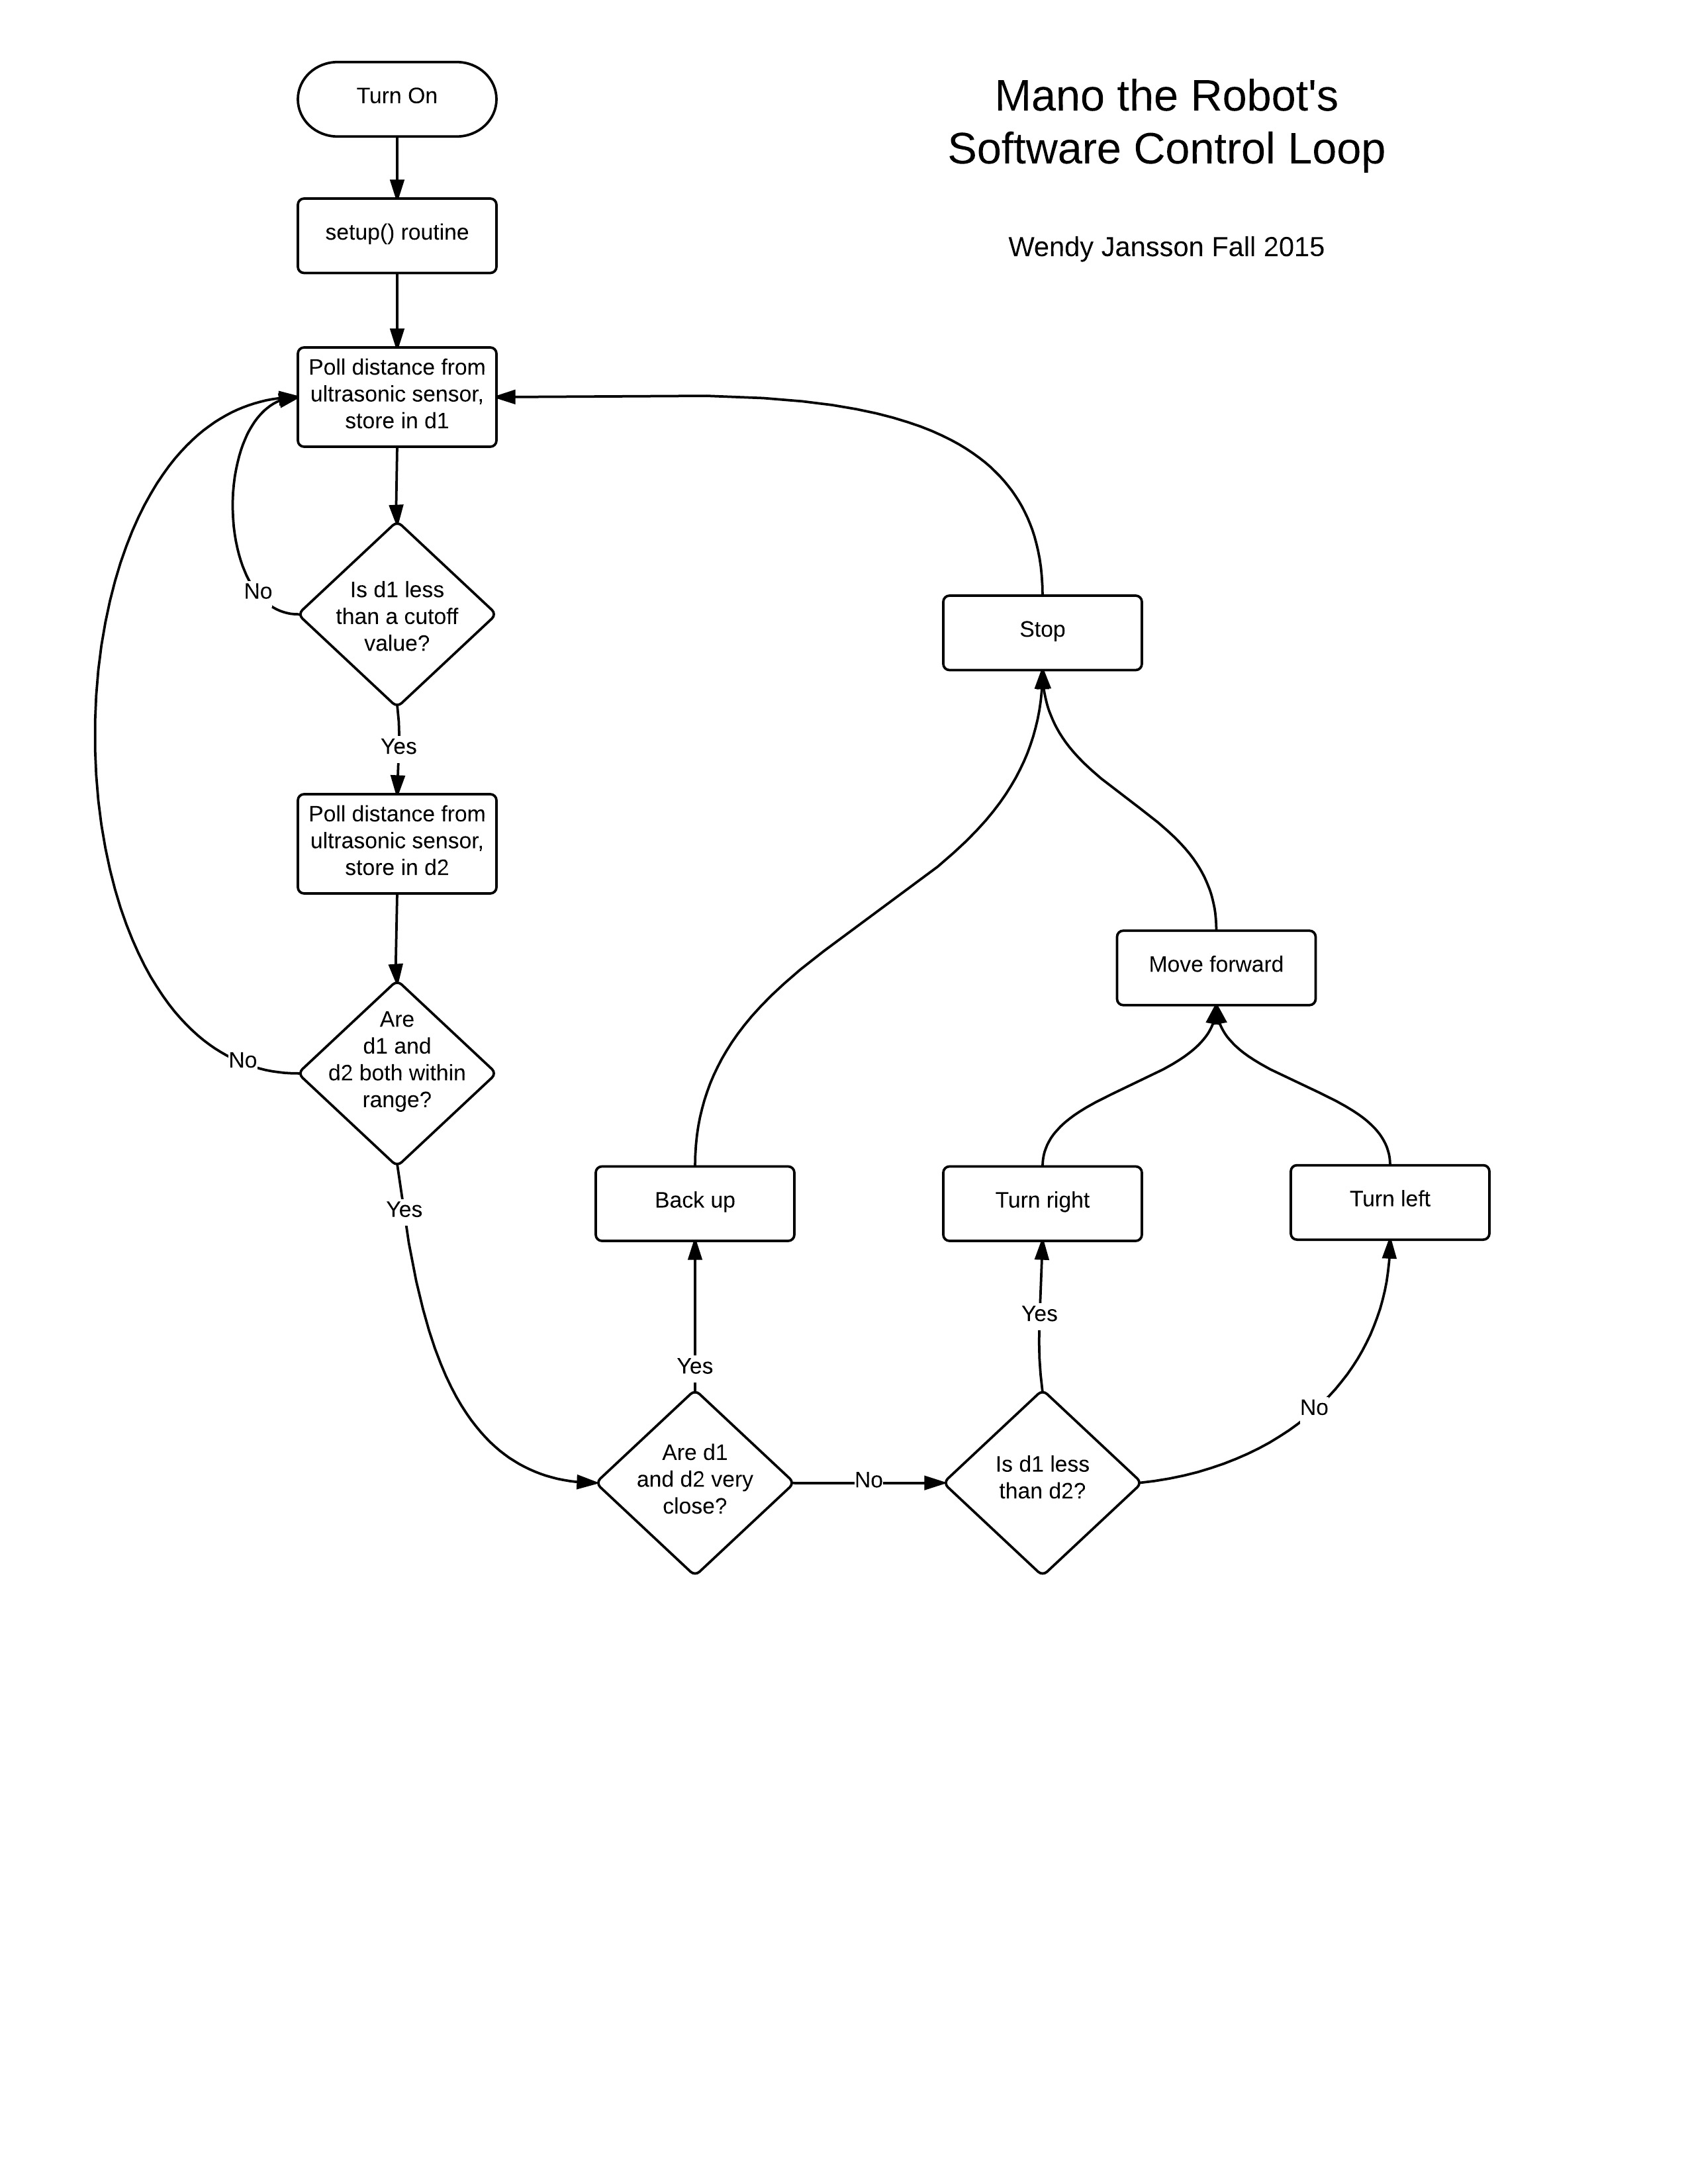 Turn On
Mano the Robot's
Software Control Loop
Wendy Jansson Fall 2015
setup() routine
Poll distance from
ultrasonic sensor,
store in d1
No
Is d1 less
than a cutoff
value?
Yes
Poll distance from
ultrasonic sensor,
store in d2
No
Are
d1 and
d2 both within
range?
Yes
Stop
Move forward
Back up
Turn right
Turn left
Yes
Yes
No
Are d1
and d2 very
close?
No
Is d1 less
than d2?